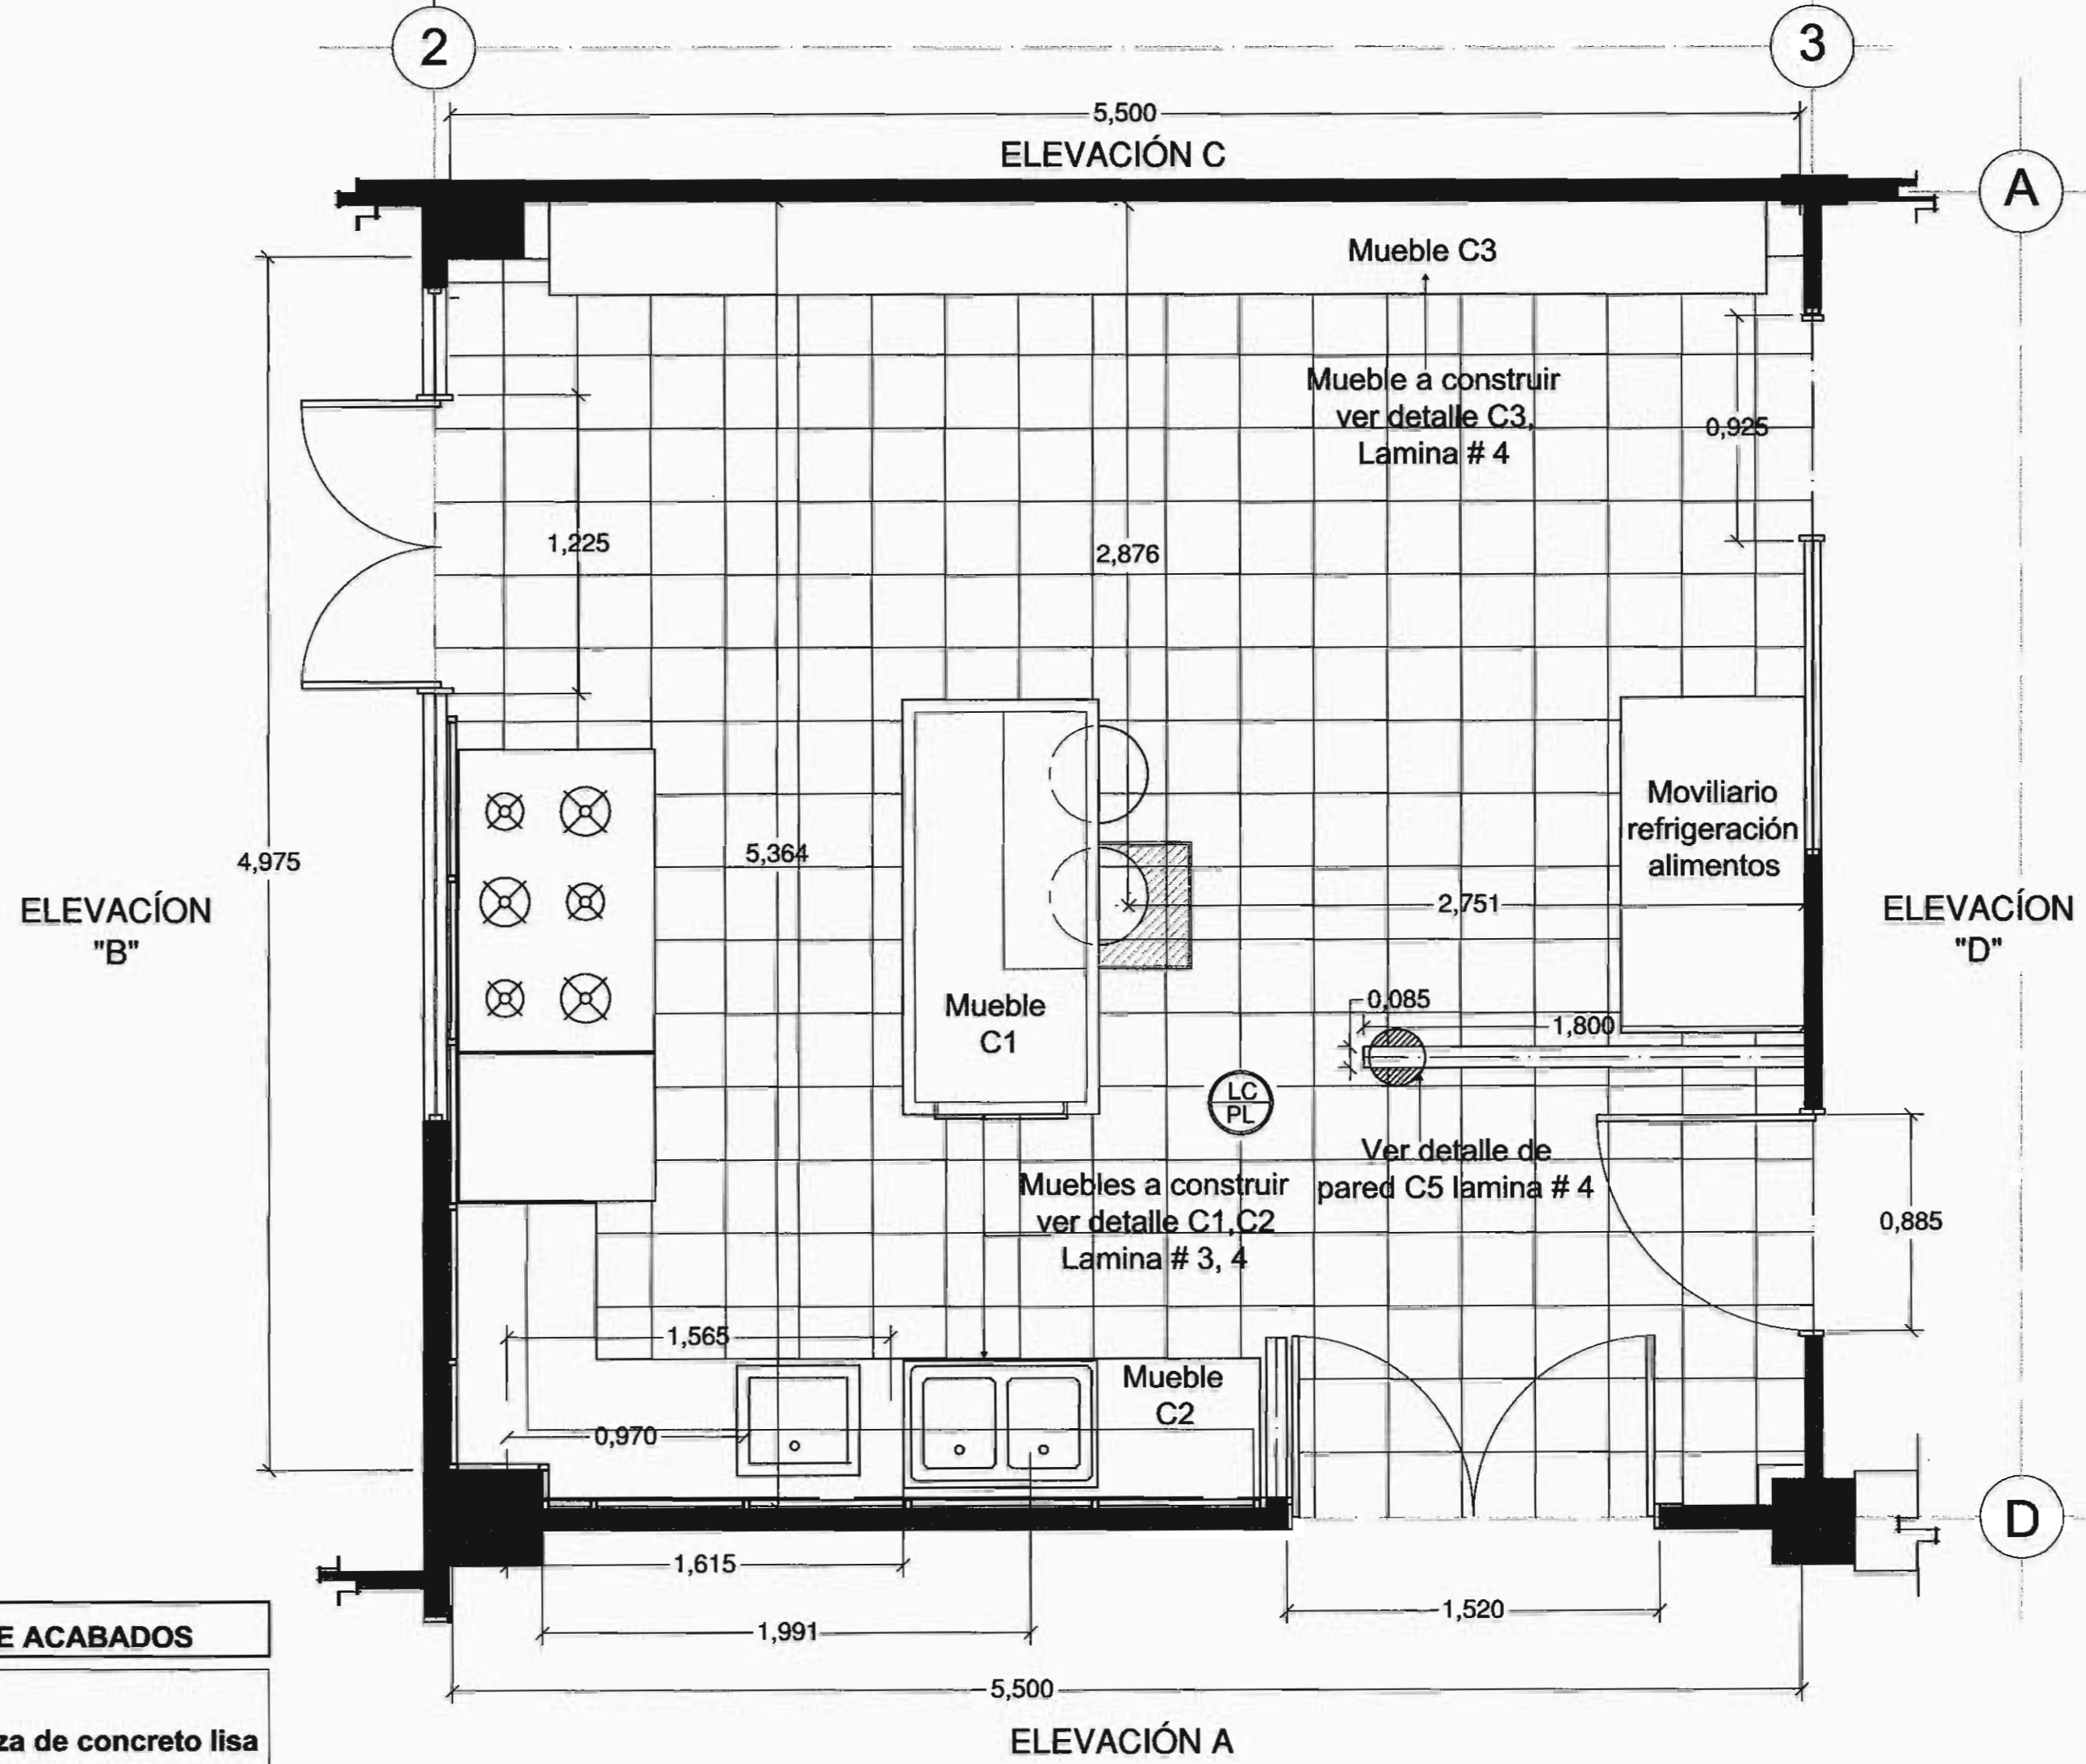 2
3
5,500
ELEVACIÓN C
A
Mueble C3
Mueble a construir
ver detalle C3,
Lamina # 4
0,925
1,225
2,876
Moviliario
refrigeración
alimentos
4,975
5,364
2,751
ELEVACÍON
"B"
ELEVACÍON
"D"
Mueble
C1
0,085
1,800
LC
PL
Ver detalle de
pared C5 lamina # 4
Muebles a construir
ver detalle C1,C2
Lamina # 3, 4
0,885
1,565
Mueble
C2
0,970
D
1,615
1,520
1,991
E ACABADOS
5,500
za de concreto lisa
ELEVACIÓN A